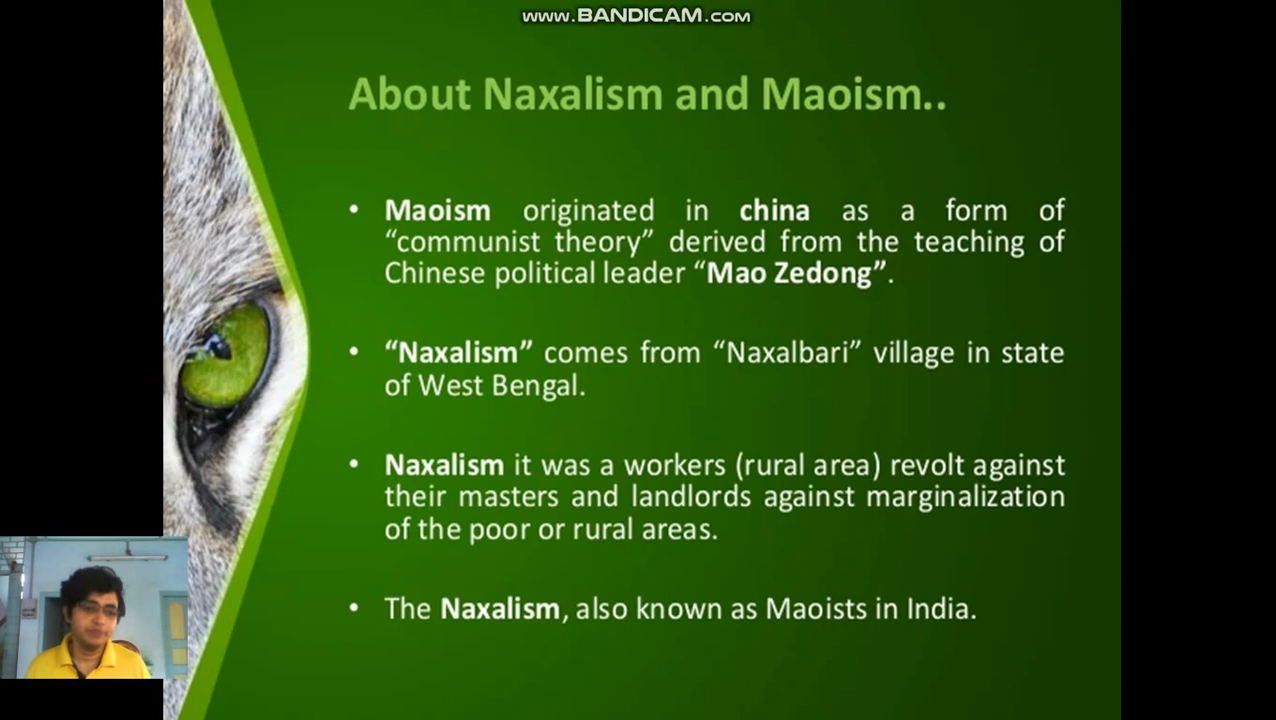 www.BANDICAM.com
About Naxalism and Maoism..
• Maoism originated in china as a form of
“communist theory” derived from the teaching of
Chinese political leader “Mao Zedong”.
• “Naxalism” comes from “Naxalbari” village in state
of West Bengal.
• Naxalism it was a workers (rural area) revolt against
their masters and landlords against marginalization
of the poor or rural areas.
• The Naxalism, also known as Maoists in India.